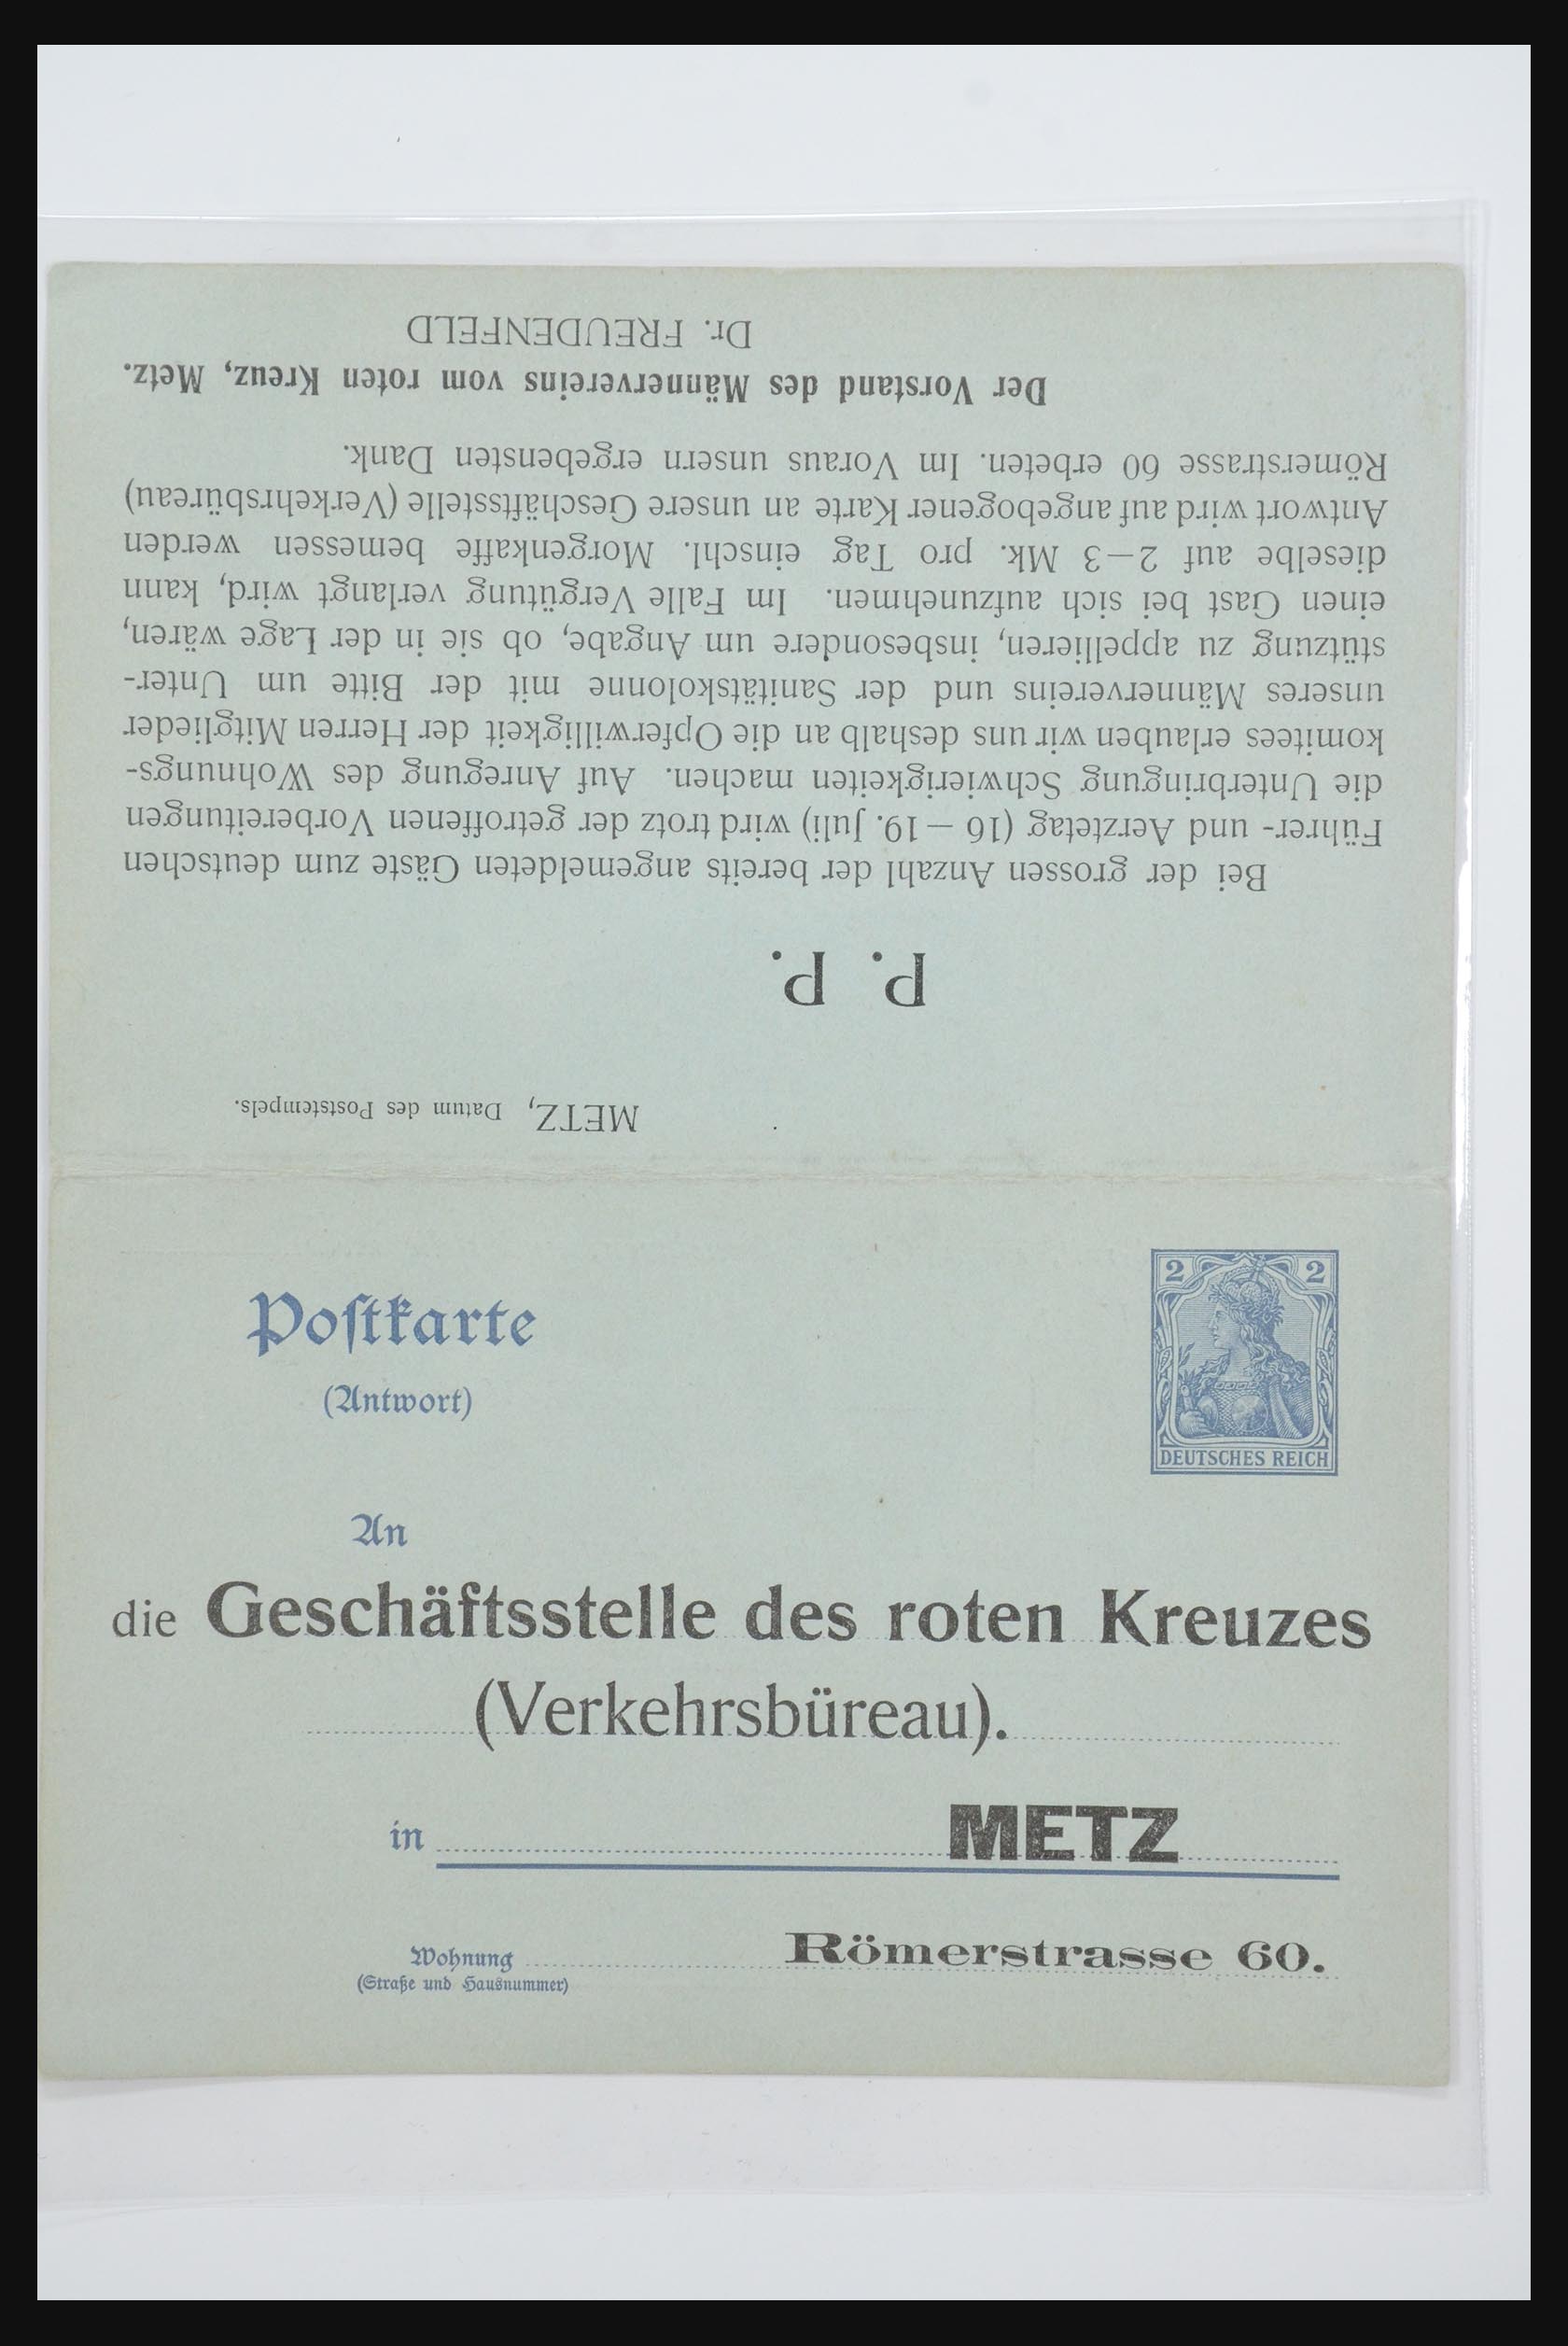 METZ, Datum des Poststempels.
P. P.
Bei der grossen Anzahl der bereits angemeldeten Gäste zum deutschen
Führer- und Aerztetag (16 — 19. Juli) wird trotz der getroffenen Vorbereitungen
die Unterbringung Schwierigkeiten machen. Auf Anregung des Wohnungs-
komitees erlauben wir uns deshalb an die Opferwilligkeit der Herren Mitglieder
unseres Männervereins und der Sanitätskolonne mit der Bitte um Unter-
stützung zu appellieren, insbesondere um Angabe, ob sie in der Lage wären,
einen Gast bei sich aufzunehmen. Im Falle Vergütung verlangt wird, kann
dieselbe auf 2—3 Mk. pro Tag einschl. Morgenkaffe bemessen werden
Antwort wird auf angebogener Karte an unsere Geschäftsstelle (Verkehrsbüreau)
Römerstrasse 60 erbeten. Im Voraus unsern ergebensten Dank.
Der Vorstand des Männervereins vom roten Kreuz, Metz.
Dr. FREUDENFELD
Postkarte
(Antwort)
2 2
DEUTSCHES REICH
An
die Geschäftsstelle des roten Kreuzes
(Verkehrsbüreau).
in METZ
Wohnung Römerstrasse 60.
(Straße und Hausnummer)